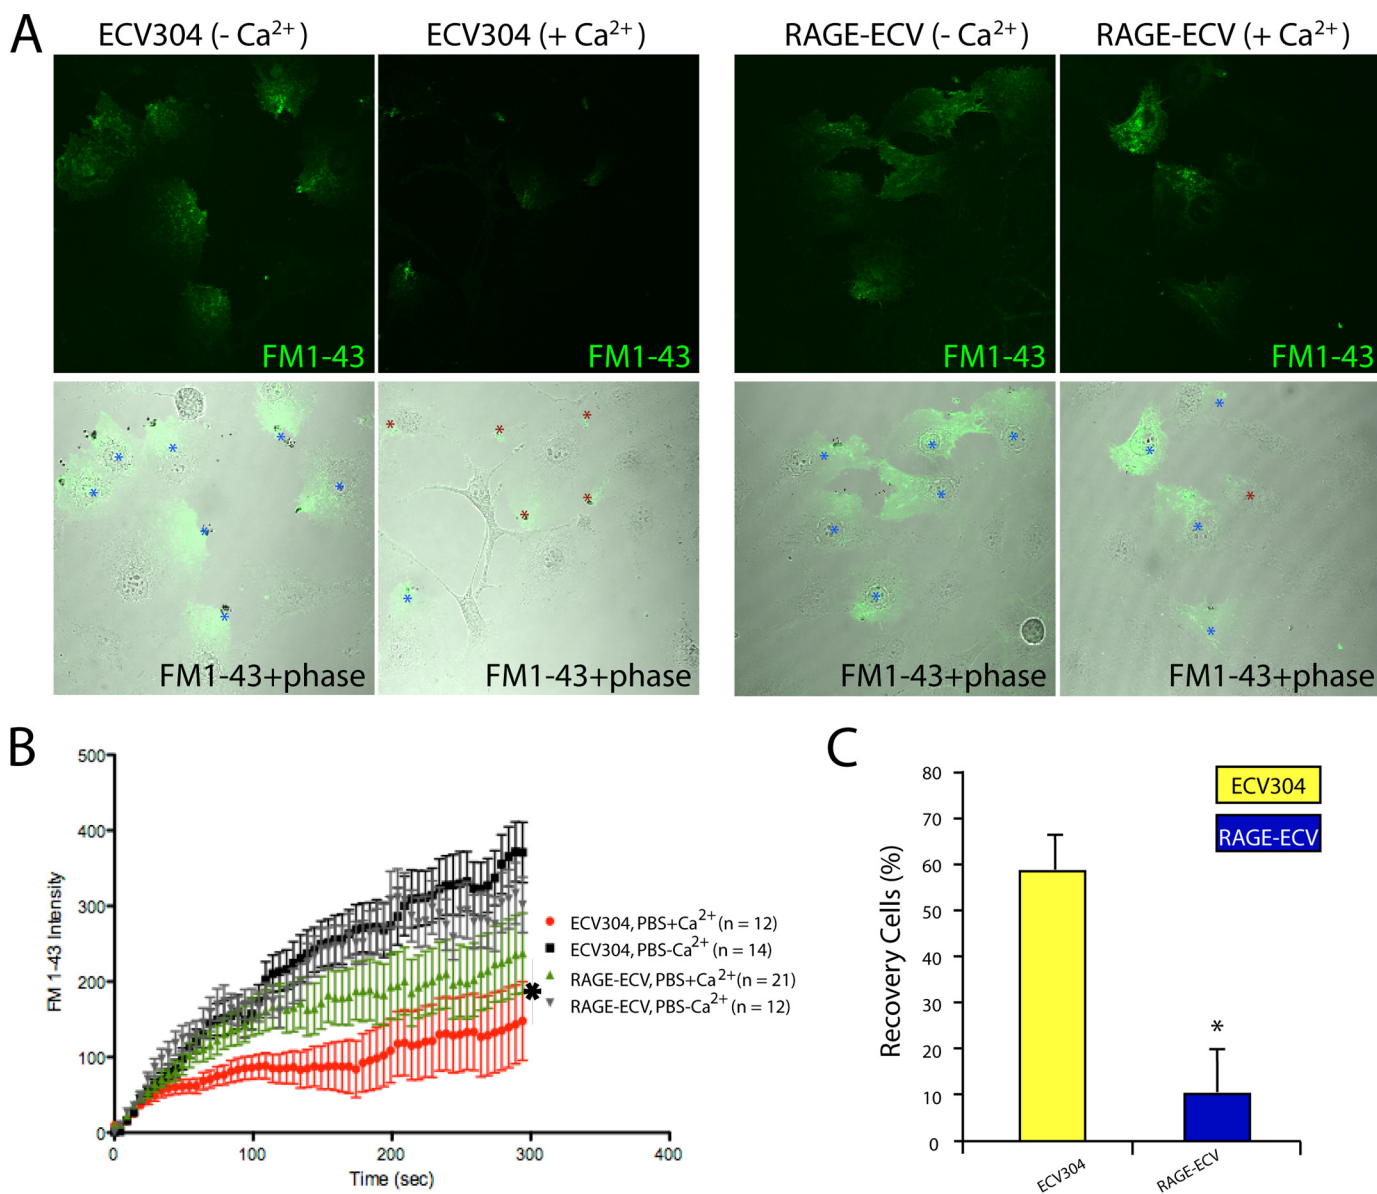 A
ECV304 (- Ca²⁺)
ECV304 (+ Ca²⁺)
RAGE-ECV (- Ca²⁺)
RAGE-ECV (+ Ca²⁺)
FM1-43
FM1-43
FM1-43
FM1-43
FM1-43+phase
FM1-43+phase
FM1-43+phase
FM1-43+phase
B
500
400
300
200
100
0
FM 1-43 Intensity
0
100
200
300
400
Time (sec)
ECV304, PBS+Ca²⁺ (n = 12)
ECV304, PBS-Ca²⁺ (n = 14)
RAGE-ECV, PBS+Ca²⁺ (n = 21)
RAGE-ECV, PBS-Ca²⁺ (n = 12)
*
C
80
70
60
50
40
30
20
10
0
Recovery Cells (%)
ECV304
RAGE-ECV
*
ECV304
RAGE-ECV